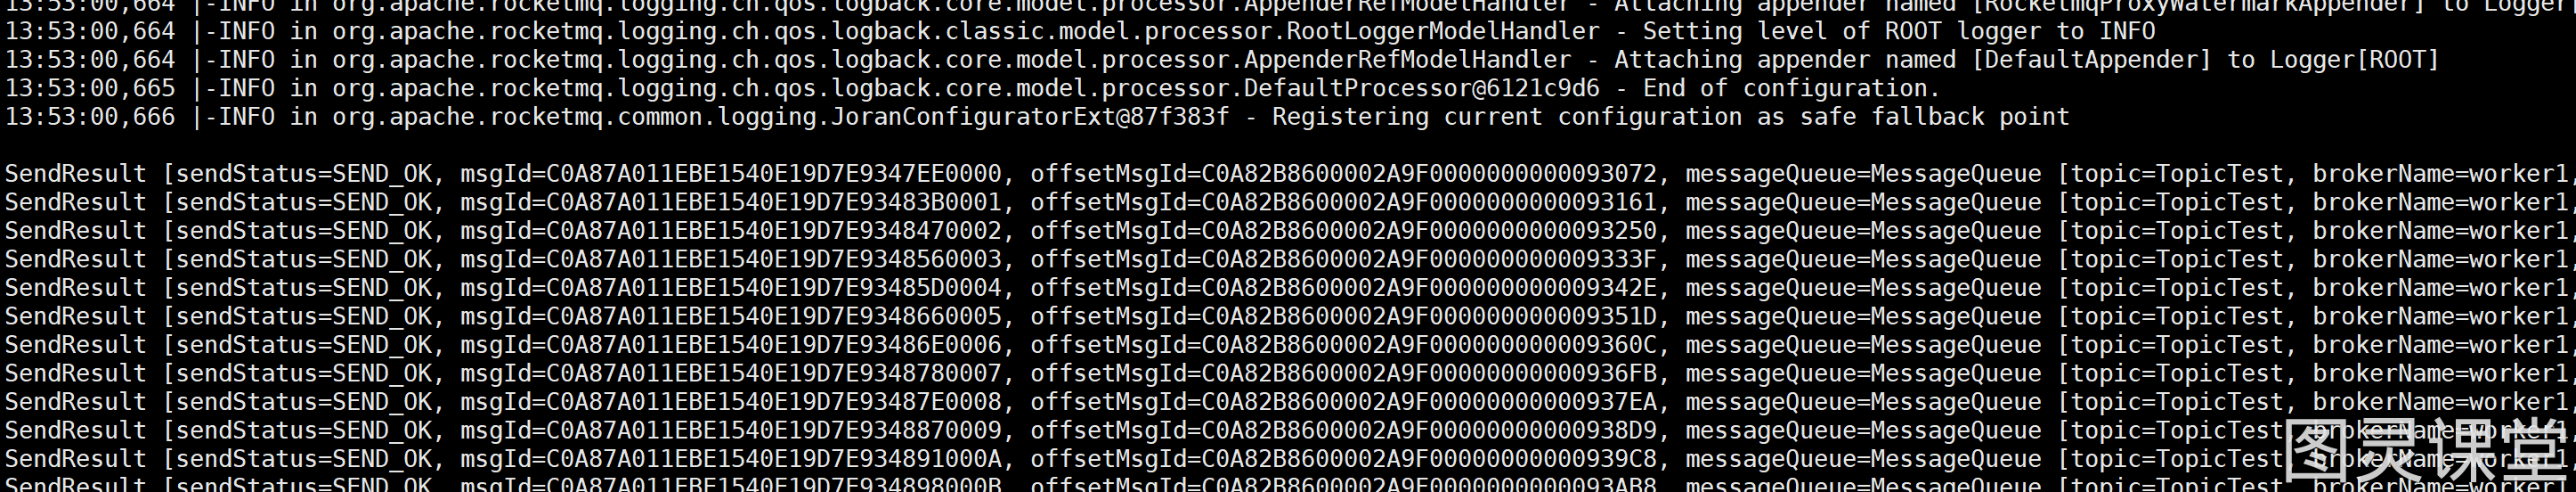 13:53:00,664 |-INFO in org.apache.rocketmq.logging.ch.qos.logback.core.model.processor.AppenderRefModelHandler - Attaching appender named [RocketmqProxyWatermarkAppender] to Logger[
13:53:00,664 |-INFO in org.apache.rocketmq.logging.ch.qos.logback.classic.model.processor.RootLoggerModelHandler - Setting level of ROOT logger to INFO
13:53:00,664 |-INFO in org.apache.rocketmq.logging.ch.qos.logback.core.model.processor.AppenderRefModelHandler - Attaching appender named [DefaultAppender] to Logger[ROOT]
13:53:00,665 |-INFO in org.apache.rocketmq.logging.ch.qos.logback.core.model.processor.DefaultProcessor@6121c9d6 - End of configuration.
13:53:00,666 |-INFO in org.apache.rocketmq.common.logging.JoranConfiguratorExt@87f383f - Registering current configuration as safe fallback point
SendResult [sendStatus=SEND_OK, msgId=C0A87A011EBE1540E19D7E9347EE0000, offsetMsgId=C0A82B8600002A9F0000000000093072, messageQueue=MessageQueue [topic=TopicTest, brokerName=worker1,
SendResult [sendStatus=SEND_OK, msgId=C0A87A011EBE1540E19D7E93483B0001, offsetMsgId=C0A82B8600002A9F0000000000093161, messageQueue=MessageQueue [topic=TopicTest, brokerName=worker1,
SendResult [sendStatus=SEND_OK, msgId=C0A87A011EBE1540E19D7E9348470002, offsetMsgId=C0A82B8600002A9F0000000000093250, messageQueue=MessageQueue [topic=TopicTest, brokerName=worker1,
SendResult [sendStatus=SEND_OK, msgId=C0A87A011EBE1540E19D7E9348560003, offsetMsgId=C0A82B8600002A9F000000000009333F, messageQueue=MessageQueue [topic=TopicTest, brokerName=worker1,
SendResult [sendStatus=SEND_OK, msgId=C0A87A011EBE1540E19D7E93485D0004, offsetMsgId=C0A82B8600002A9F000000000009342E, messageQueue=MessageQueue [topic=TopicTest, brokerName=worker1,
SendResult [sendStatus=SEND_OK, msgId=C0A87A011EBE1540E19D7E9348660005, offsetMsgId=C0A82B8600002A9F000000000009351D, messageQueue=MessageQueue [topic=TopicTest, brokerName=worker1,
SendResult [sendStatus=SEND_OK, msgId=C0A87A011EBE1540E19D7E93486E0006, offsetMsgId=C0A82B8600002A9F000000000009360C, messageQueue=MessageQueue [topic=TopicTest, brokerName=worker1,
SendResult [sendStatus=SEND_OK, msgId=C0A87A011EBE1540E19D7E9348780007, offsetMsgId=C0A82B8600002A9F00000000000936FB, messageQueue=MessageQueue [topic=TopicTest, brokerName=worker1,
SendResult [sendStatus=SEND_OK, msgId=C0A87A011EBE1540E19D7E93487E0008, offsetMsgId=C0A82B8600002A9F00000000000937EA, messageQueue=MessageQueue [topic=TopicTest, brokerName=worker1,
SendResult [sendStatus=SEND_OK, msgId=C0A87A011EBE1540E19D7E9348870009, offsetMsgId=C0A82B8600002A9F00000000000938D9, messageQueue=MessageQueue [topic=TopicTest, brokerName=worker1,
SendResult [sendStatus=SEND_OK, msgId=C0A87A011EBE1540E19D7E934891000A, offsetMsgId=C0A82B8600002A9F00000000000939C8, messageQueue=MessageQueue [topic=TopicTest, brokerName=worker1,
SendResult [sendStatus=SEND_OK, msgId=C0A87A011EBE1540E19D7E934898000B, offsetMsgId=C0A82B8600002A9F0000000000093AB8, messageQueue=MessageQueue [topic=TopicTest, brokerName=worker1,
图灵课堂